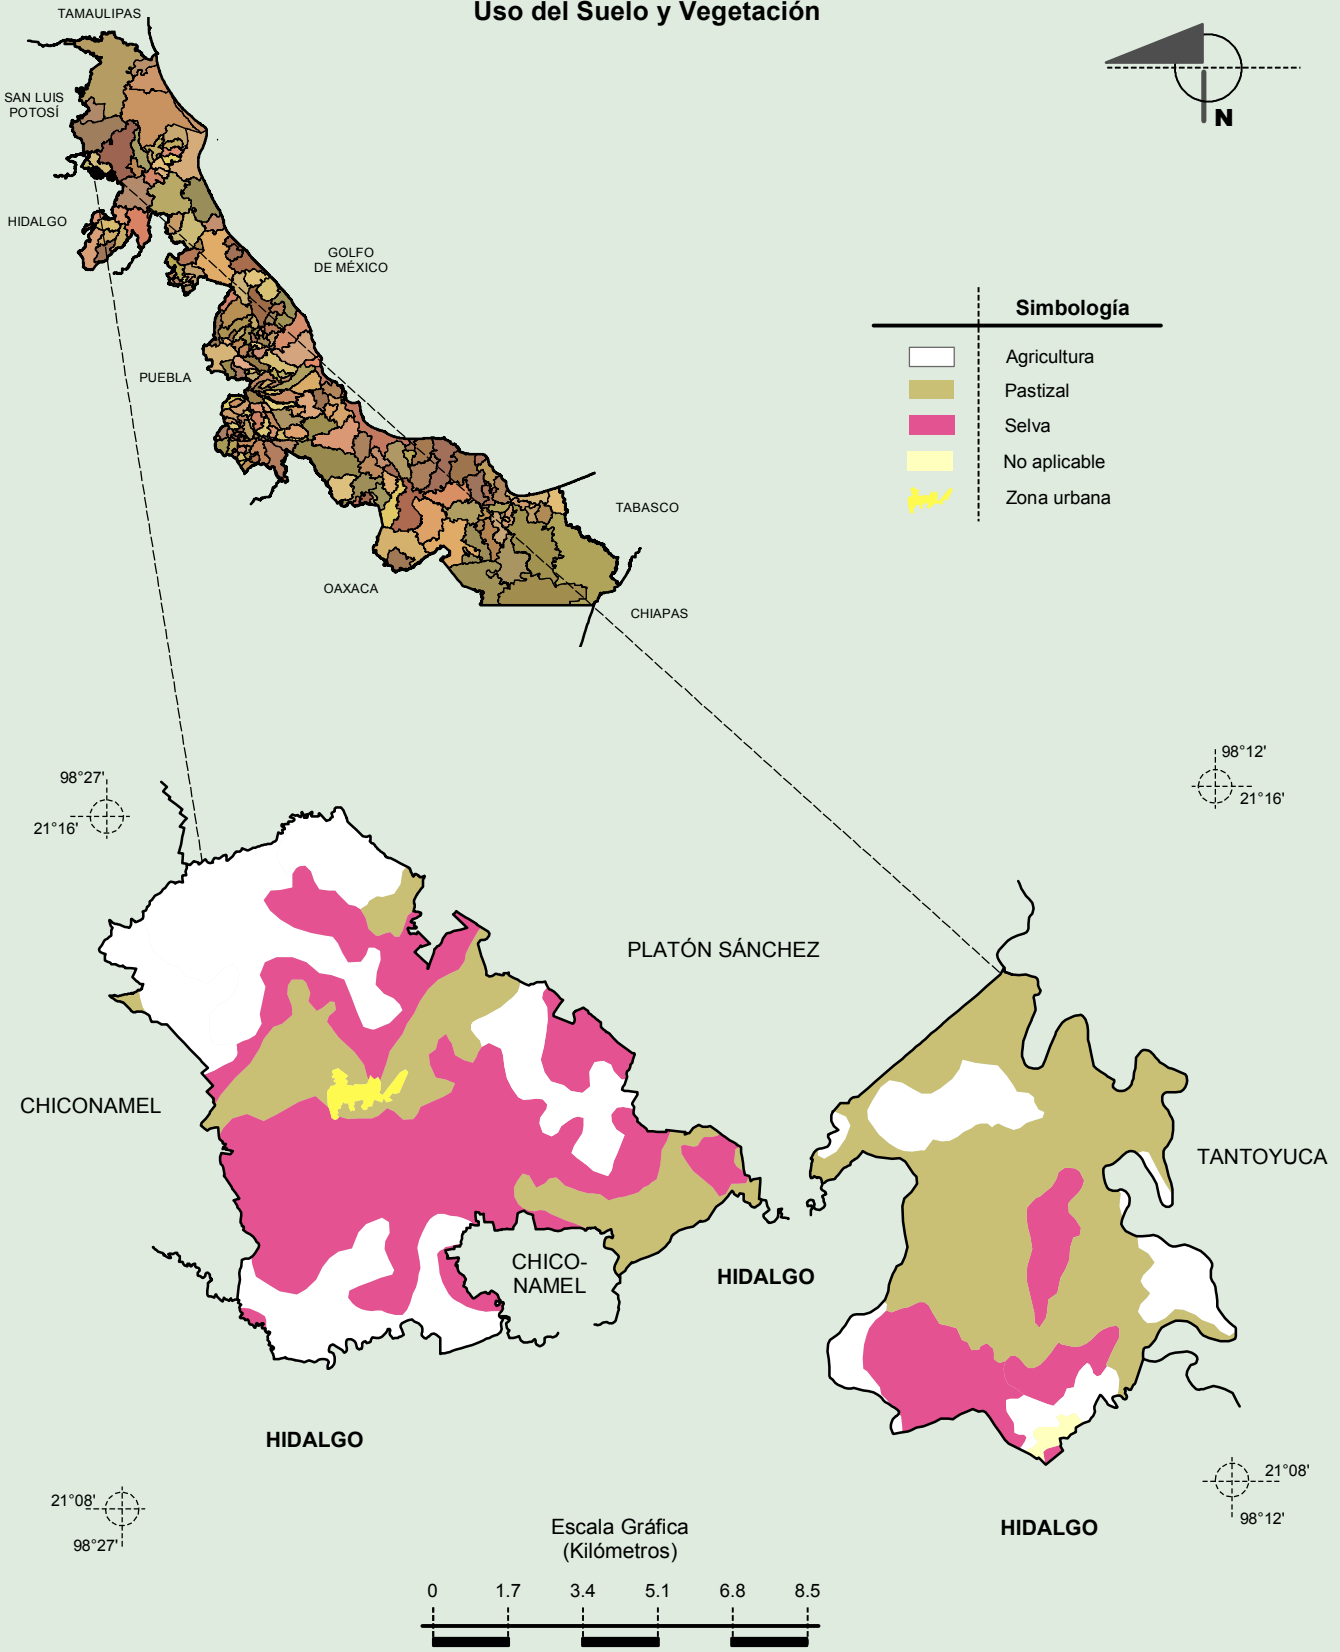 Uso del Suelo y Vegetación
TAMAULIPAS
SAN LUIS
POTOSÍ
N
HIDALGO
GOLFO
DE MÉXICO
PUEBLA
Simbología
Agricultura
Pastizal
Selva
No aplicable
Zona urbana
TABASCO
OAXACA
CHIAPAS
98°27'
21°16'
98°12'
21°16'
PLATÓN SÁNCHEZ
CHICONAMEL
TANTOYUCA
CHICO-
NAMEL
HIDALGO
HIDALGO
21°08'
98°27'
21°08'
98°12'
HIDALGO
Escala Gráfica
(Kilómetros)
0 1.7 3.4 5.1 6.8 8.5